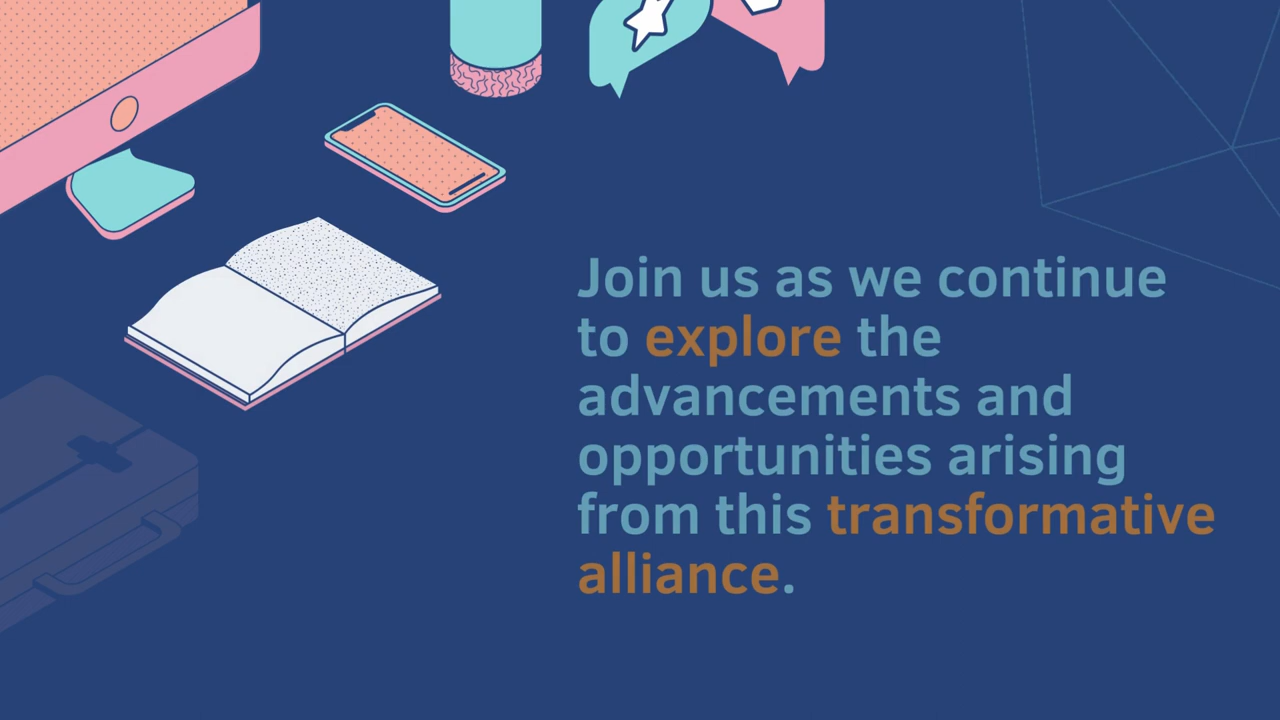 Join us as we continue
to explore the
advancements and
opportunities arising
from this transformative
alliance.